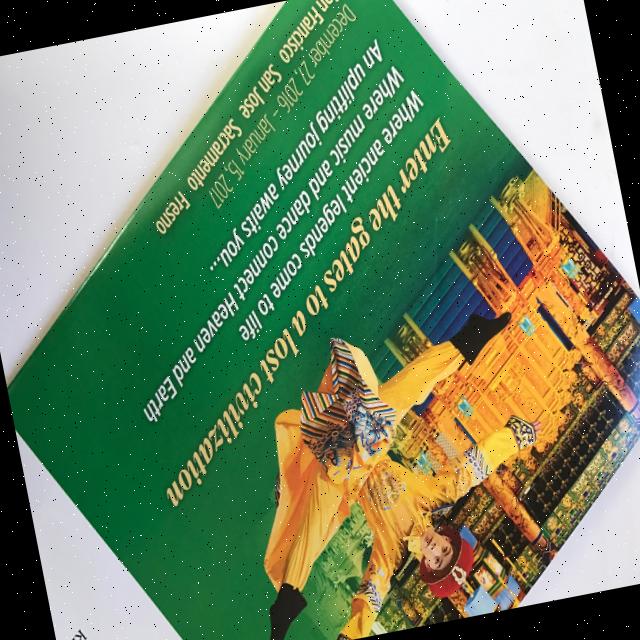 Enter the gates to a lost civilization
Where ancient legends come to life
Where music and dance connect Heaven and Earth
An uplifting journey awaits you...
December 27, 2016 – January 15, 2017
Francisco San Jose Sacramento Fresno